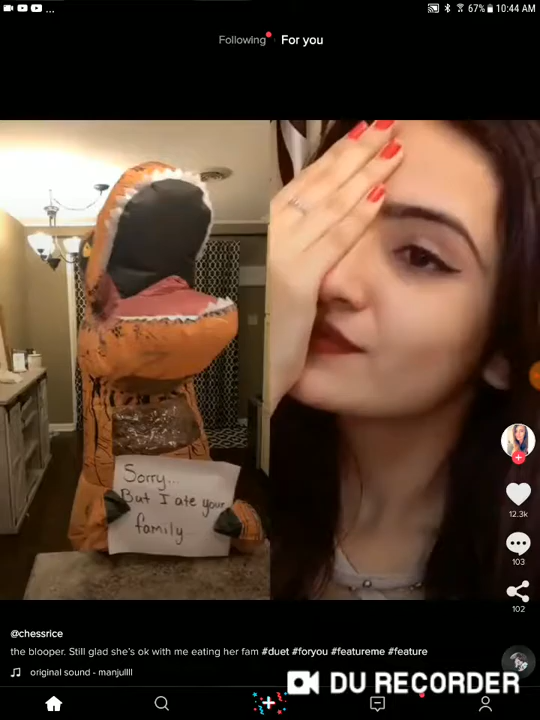 67% 10:44 AM
Following For you
Sorry...
But I ate your
family
12.3k
103
102
@chessrice
the blooper. Still glad she's ok with me eating her fam #duet #foryou #featureme #feature
original sound - manjullll
DU RECORDER